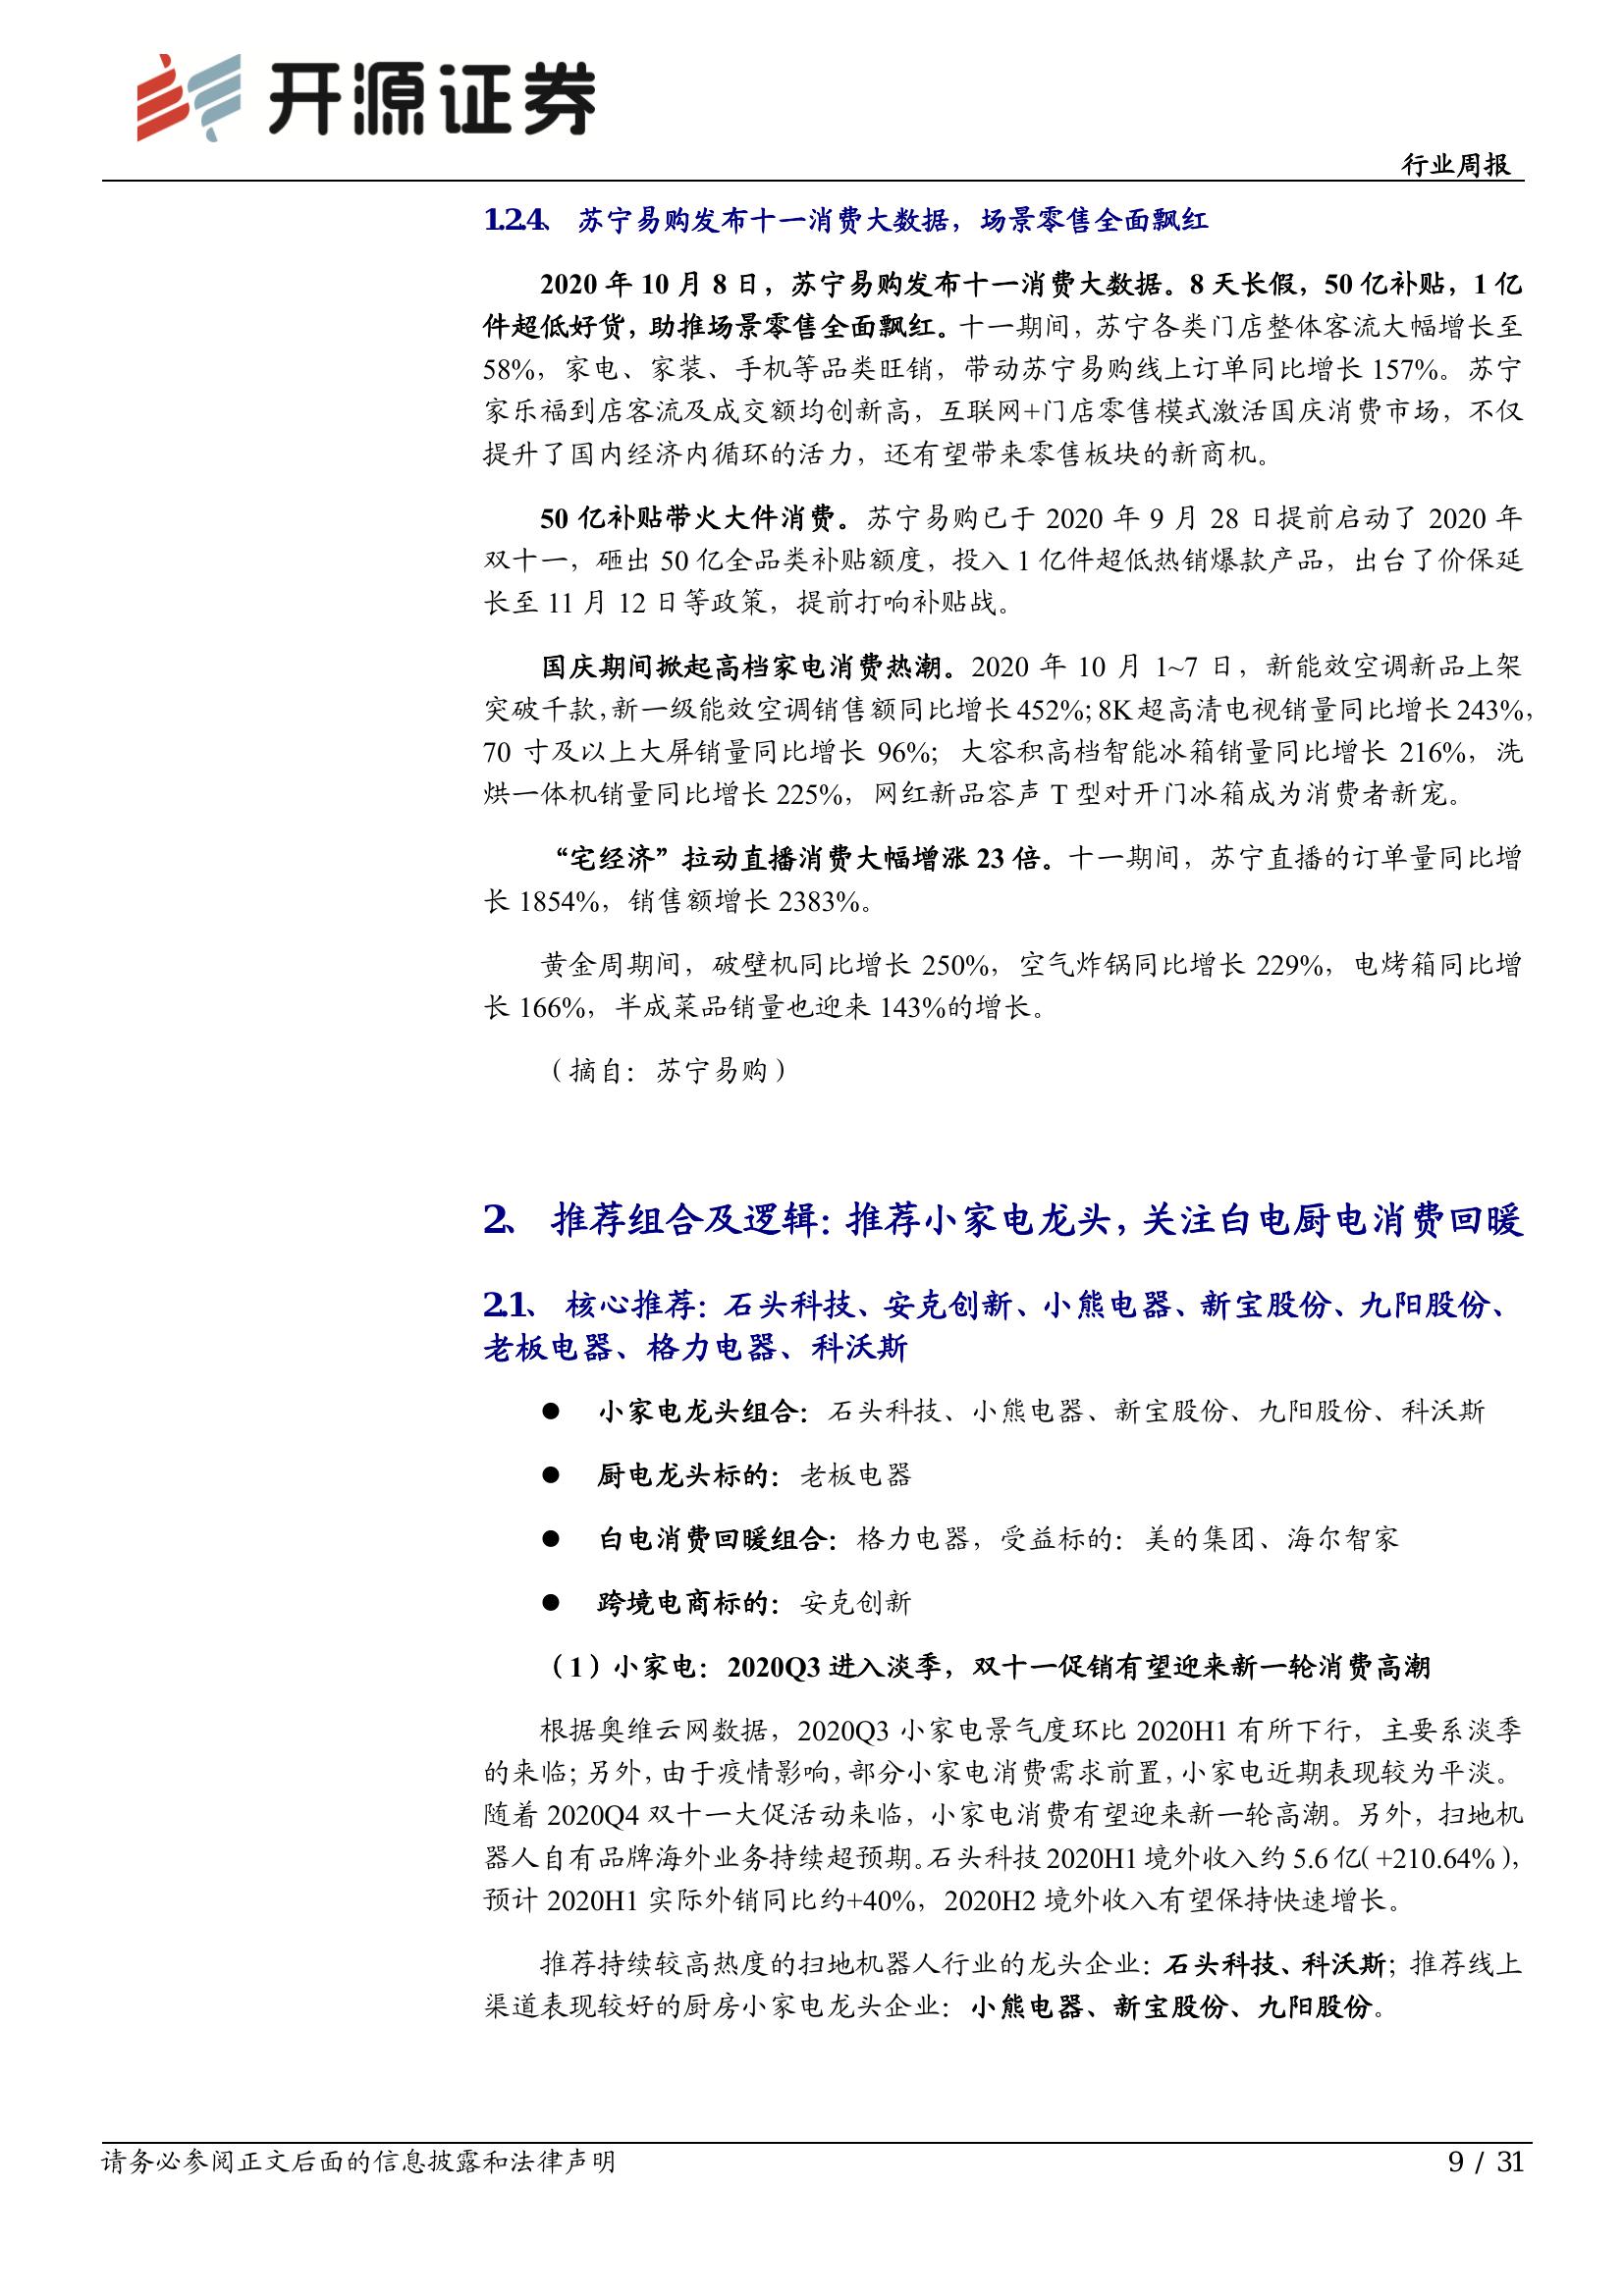 开源证券
行业周报
1.2.4、 苏宁易购发布十一消费大数据，场景零售全面飘红
2020 年 10 月 8 日，苏宁易购发布十一消费大数据。8 天长假，50 亿补贴，1 亿
件超低好货，助推场景零售全面飘红。十一期间，苏宁各类门店整体客流大幅增长至
58%，家电、家装、手机等品类旺销，带动苏宁易购线上订单同比增长 157%。苏宁
家乐福到店客流及成交额均创新高，互联网+门店零售模式激活国庆消费市场，不仅
提升了国内经济内循环的活力，还有望带来零售板块的新商机。
50 亿补贴带火大件消费。苏宁易购已于 2020 年 9 月 28 日提前启动了 2020 年
双十一，砸出 50 亿全品类补贴额度，投入 1 亿件超低热销爆款产品，出台了价保延
长至 11 月 12 日等政策，提前打响补贴战。
国庆期间掀起高档家电消费热潮。2020 年 10 月 1~7 日，新能效空调新品上架
突破千款，新一级能效空调销售额同比增长 452%；8K 超高清电视销量同比增长 243%，
70 寸及以上大屏销量同比增长 96%；大容积高档智能冰箱销量同比增长 216%，洗
烘一体机销量同比增长 225%，网红新品容声 T 型对开门冰箱成为消费者新宠。
“宅经济”拉动直播消费大幅增涨 23 倍。十一期间，苏宁直播的订单量同比增
长 1854%，销售额增长 2383%。
黄金周期间，破壁机同比增长 250%，空气炸锅同比增长 229%，电烤箱同比增
长 166%，半成菜品销量也迎来 143%的增长。
（摘自：苏宁易购）
2、 推荐组合及逻辑：推荐小家电龙头，关注白电厨电消费回暖
2.1、 核心推荐：石头科技、安克创新、小熊电器、新宝股份、九阳股份、
老板电器、格力电器、科沃斯
● 小家电龙头组合：石头科技、小熊电器、新宝股份、九阳股份、科沃斯
● 厨电龙头标的：老板电器
● 白电消费回暖组合：格力电器，受益标的：美的集团、海尔智家
● 跨境电商标的：安克创新
（1）小家电：2020Q3 进入淡季，双十一促销有望迎来新一轮消费高潮
根据奥维云网数据，2020Q3 小家电景气度环比 2020H1 有所下行，主要系淡季
的来临；另外，由于疫情影响，部分小家电消费需求前置，小家电近期表现较为平淡。
随着 2020Q4 双十一大促活动来临，小家电消费有望迎来新一轮高潮。另外，扫地机
器人自有品牌海外业务持续超预期。石头科技 2020H1 境外收入约 5.6 亿（+210.64%），
预计 2020H1 实际外销同比约+40%，2020H2 境外收入有望保持快速增长。
推荐持续较高热度的扫地机器人行业的龙头企业：石头科技、科沃斯；推荐线上
渠道表现较好的厨房小家电龙头企业：小熊电器、新宝股份、九阳股份。
请务必参阅正文后面的信息披露和法律声明
9 / 31